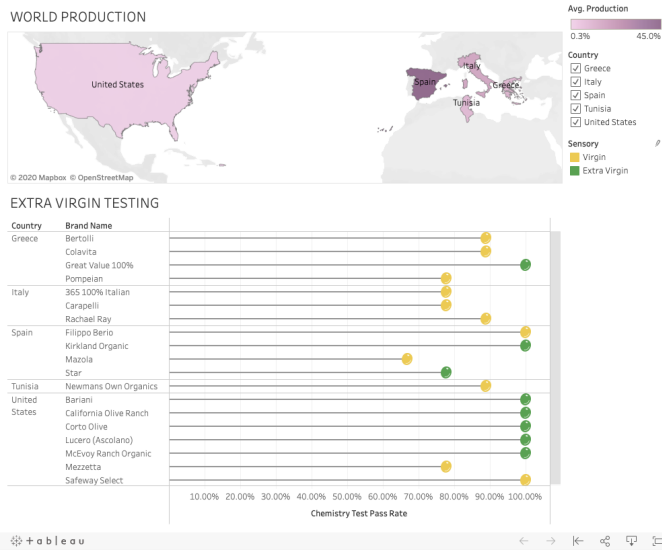 WORLD PRODUCTION
United States
Spain
Italy
Greece
Tunisia
© 2020 Mapbox © OpenStreetMap
Avg. Production
0.3% 45.0%
Country
Greece
Italy
Spain
Tunisia
United States
Sensory
Virgin
Extra Virgin
EXTRA VIRGIN TESTING
Country Brand Name
Greece Bertolli
Colavita
Great Value 100%
Pompeian
Italy 365 100% Italian
Carapelli
Rachael Ray
Spain Filippo Berio
Kirkland Organic
Mazola
Star
Tunisia Newmans Own Organics
United Bariani
States California Olive Ranch
Corto Olive
Lucero (Ascolano)
McEvoy Ranch Organic
Mezzetta
Safeway Select
10.00% 20.00% 30.00% 40.00% 50.00% 60.00% 70.00% 80.00% 90.00% 100.00%
Chemistry Test Pass Rate
+ a b l e a u